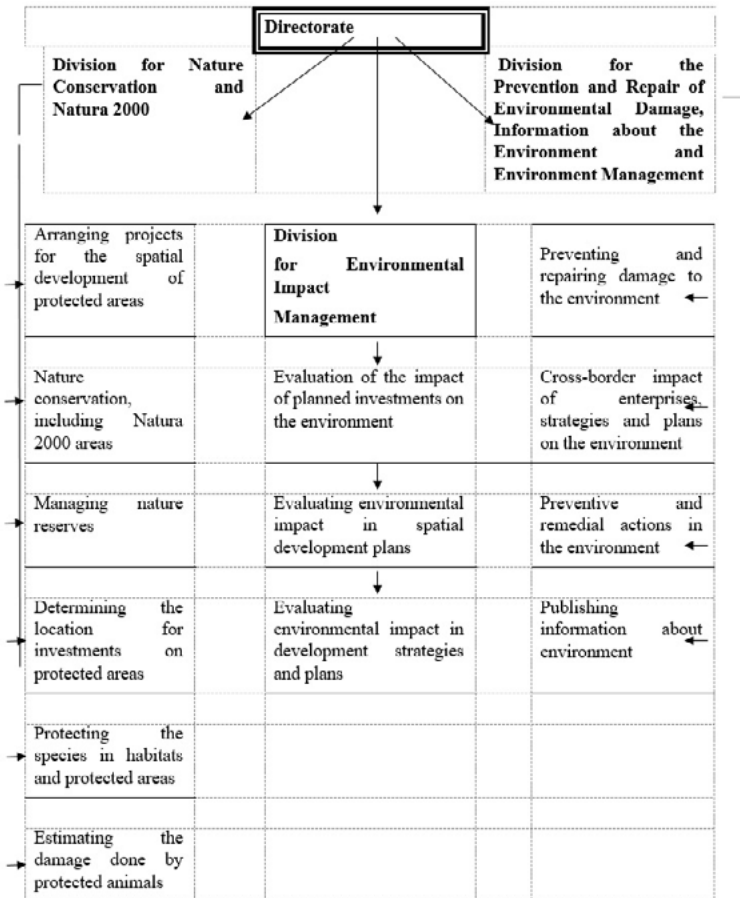 Directorate
Division for Nature
Conservation and
Natura 2000
Division for the
Prevention and Repair of
Environmental Damage,
Information about the
Environment and
Environment Management
Arranging projects
for the spatial
development of
protected areas
Division
for Environmental
Impact
Management
Preventing and
repairing damage to
the environment
Nature
conservation,
including Natura
2000 areas
Evaluation of the impact
of planned investments on
the environment
Cross-border impact
of enterprises,
strategies and plans
on the environment
Managing nature
reserves
Evaluating environmental
impact in spatial
development plans
Preventive and
remedial actions in
the environment
Determining the
location for
investments on
protected areas
Evaluating
environmental impact in
development strategies
and plans
Publishing
information about
environment
Protecting the
species in habitats
and protected areas
Estimating the
damage done by
protected animals